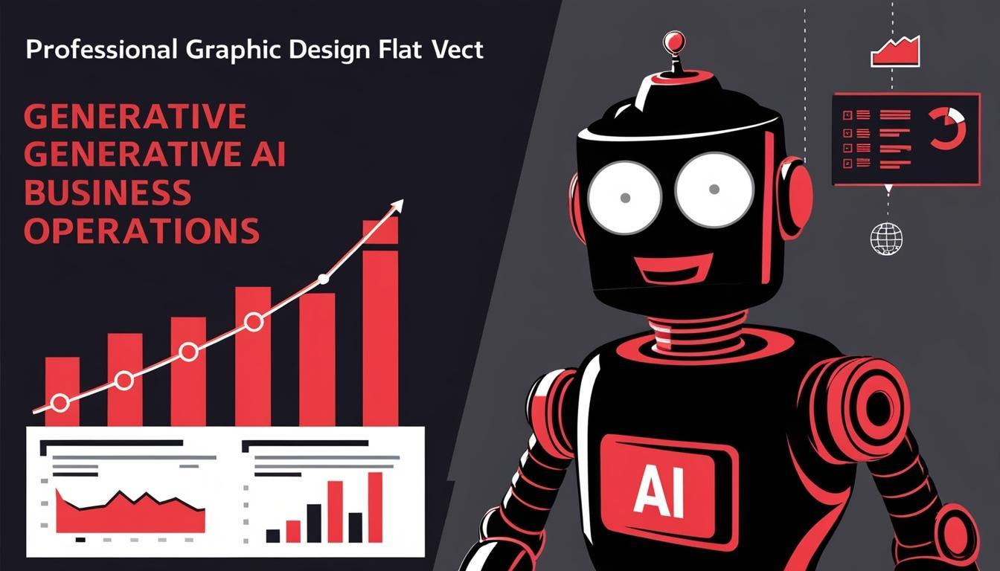 Professional Graphic Design Flat Vect
GENERATIVE
GENERATIVE AI
BUSINESS
OPERATIONS
AI